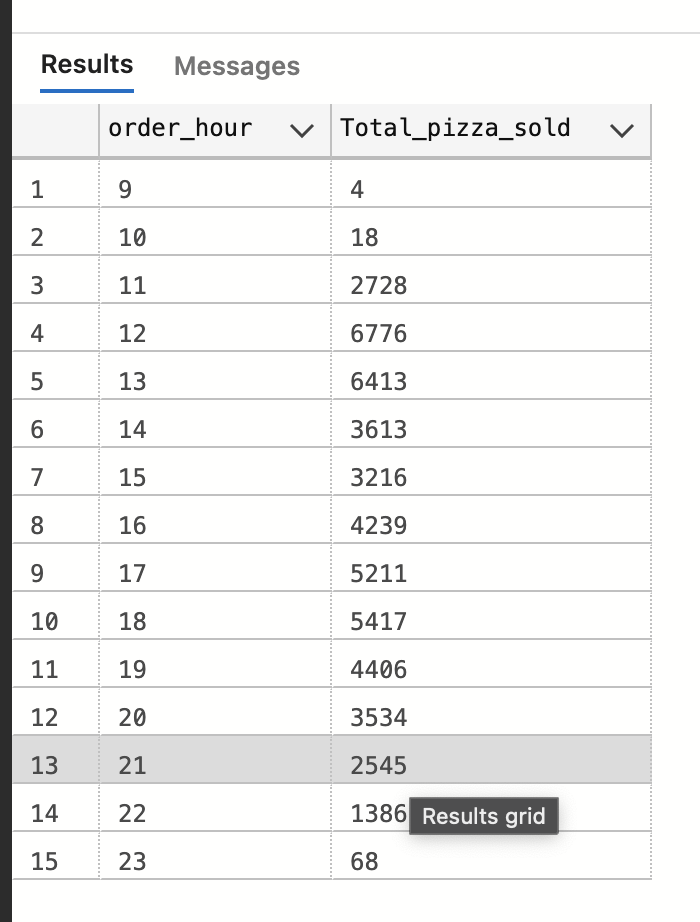 Results Messages
order_hour Total_pizza_sold
1 9 4
2 10 18
3 11 2728
4 12 6776
5 13 6413
6 14 3613
7 15 3216
8 16 4239
9 17 5211
10 18 5417
11 19 4406
12 20 3534
13 21 2545
14 22 1386 Results grid
15 23 68